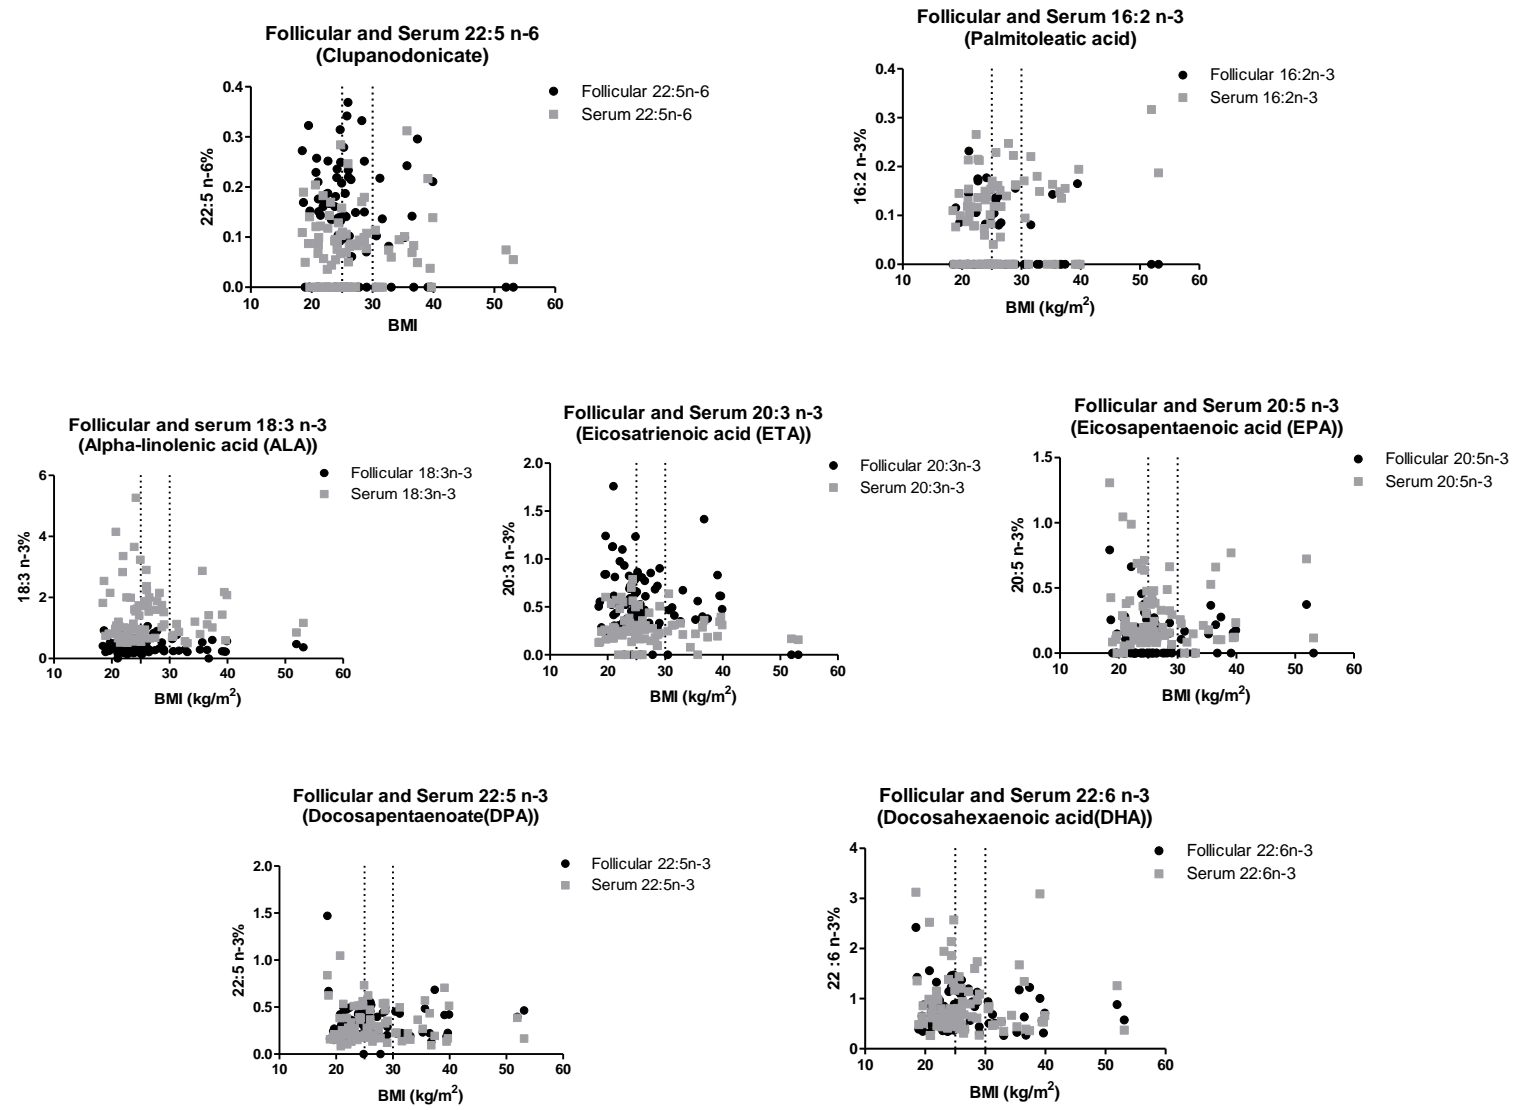 Follicular and Serum 22:5 n-6
(Clupanodonicate)
Follicular 22:5n-6
Serum 22:5n-6
22:5 n-6%
0.4
0.3
0.2
0.1
0.0
10 20 30 40 50 60
BMI
Follicular and Serum 16:2 n-3
(Palmitoleatic acid)
Follicular 16:2n-3
Serum 16:2n-3
16:2 n-3%
0.4
0.3
0.2
0.1
0.0
10 20 30 40 50 60
BMI (kg/m2)
Follicular and serum 18:3 n-3
(Alpha-linolenic acid (ALA))
Follicular 18:3n-3
Serum 18:3n-3
18:3 n-3%
6
4
2
0
10 20 30 40 50 60
BMI (kg/m2)
Follicular and Serum 20:3 n-3
(Eicosatrienoic acid (ETA))
Follicular 20:3n-3
Serum 20:3n-3
20:3 n-3%
2.0
1.5
1.0
0.5
0.0
10 20 30 40 50 60
BMI (kg/m2)
Follicular and Serum 20:5 n-3
(Eicosapentaenoic acid (EPA))
Follicular 20:5n-3
Serum 20:5n-3
20:5 n-3%
1.5
1.0
0.5
0.0
10 20 30 40 50 60
BMI (kg/m2)
Follicular and Serum 22:5 n-3
(Docosapentaenoate(DPA))
Follicular 22:5n-3
Serum 22:5n-3
22:5 n-3%
2.0
1.5
1.0
0.5
0.0
10 20 30 40 50 60
BMI (kg/m2)
Follicular and Serum 22:6 n-3
(Docosahexaenoic acid(DHA))
Follicular 22:6n-3
Serum 22:6n-3
22 :6 n-3%
4
3
2
1
0
10 20 30 40 50 60
BMI (kg/m2)